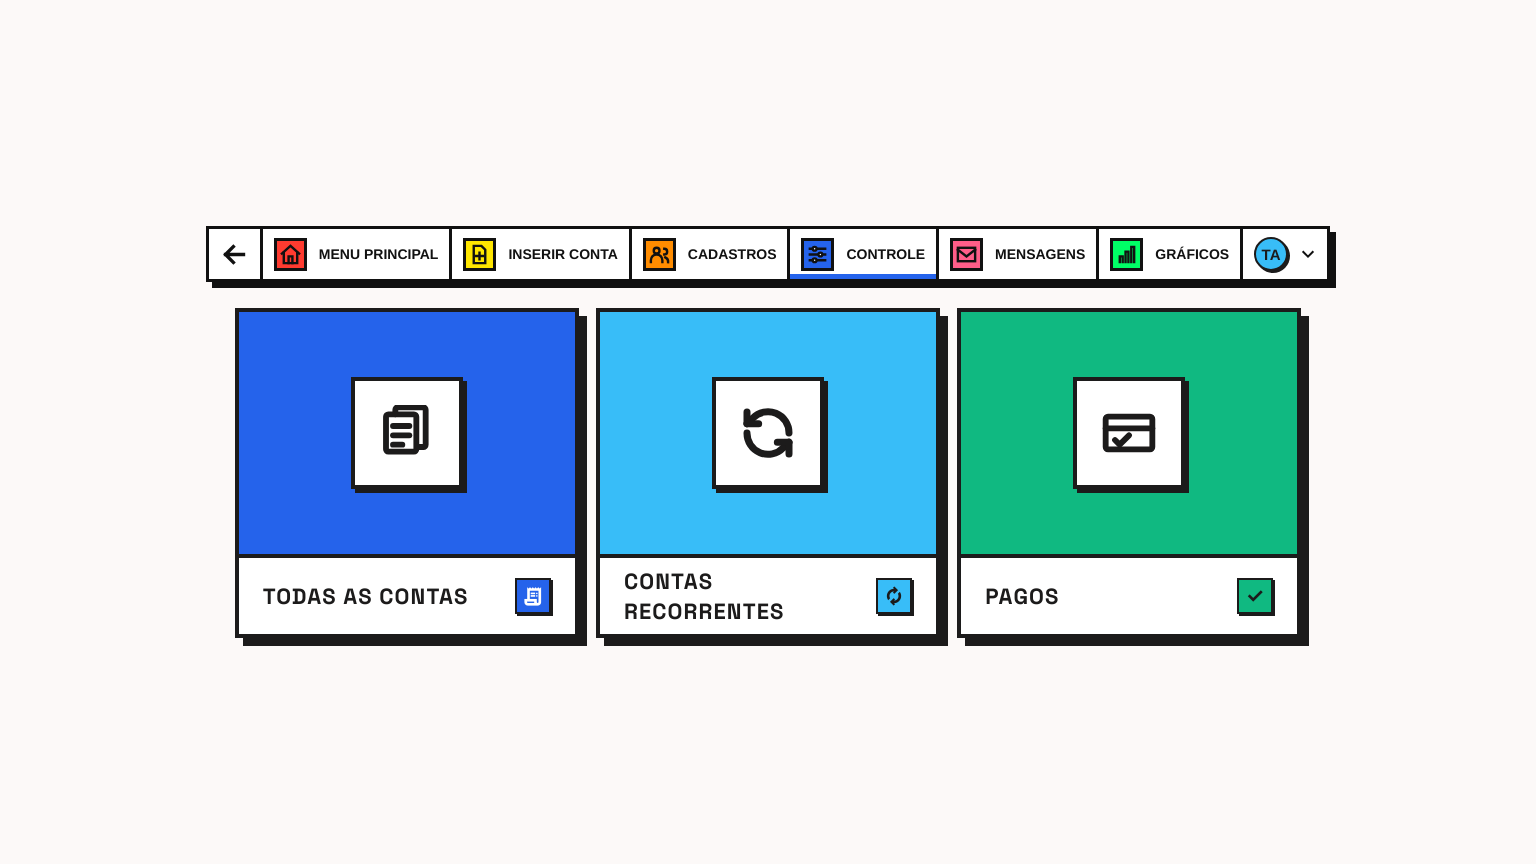 MENU PRINCIPAL
INSERIR CONTA
CADASTROS
CONTROLE
MENSAGENS
GRÁFICOS
TA
TODAS AS CONTAS
CONTAS
RECORRENTES
PAGOS